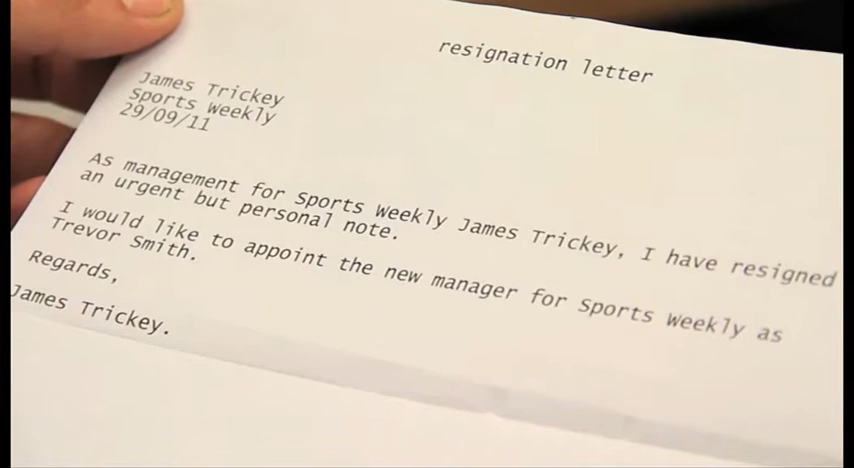 resignation letter
James Trickey
Sports Weekly
29/09/11
As management for Sports Weekly James Trickey, I have resigned
an urgent but personal note.
I would like to appoint the new manager for Sports Weekly as
Trevor Smith.
Regards,
James Trickey.